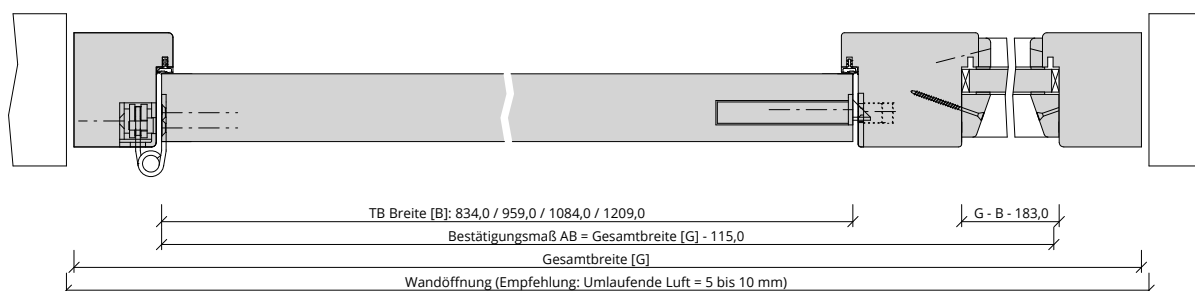 TB Breite [B]: 834,0 / 959,0 / 1084,0 / 1209,0
G - B - 183,0
Bestätigungsmaß AB = Gesamtbreite [G] - 115,0
Gesamtbreite [G]
Wandöffnung (Empfehlung: Umlaufende Luft = 5 bis 10 mm)